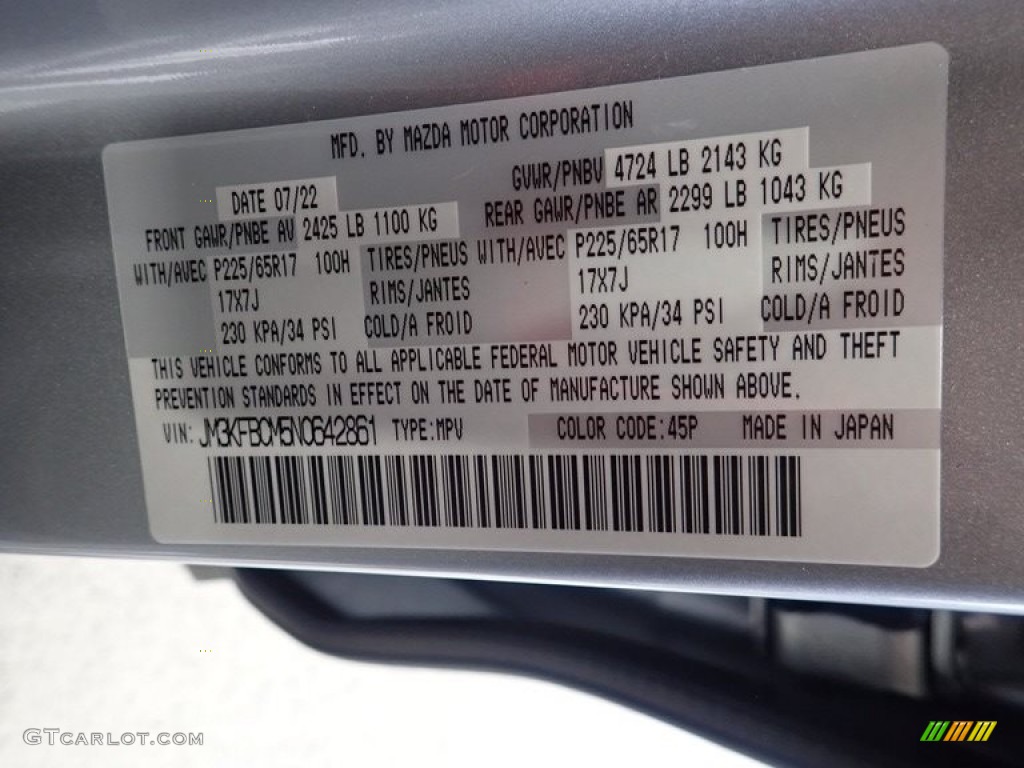 MFD. BY MAZDA MOTOR CORPORATION
DATE 07/22 GVWR/PNBV 4724 LB 2143 KG
FRONT GAWR/PNBE AV 2425 LB 1100 KG REAR GAWR/PNBE AR 2299 LB 1043 KG
WITH/AVEC P225/65R17 100H TIRES/PNEUS WITH/AVEC P225/65R17 100H TIRES/PNEUS
17X7J RIMS/JANTES 17X7J RIMS/JANTES
230 KPA/34 PSI COLD/A FROID 230 KPA/34 PSI COLD/A FROID
THIS VEHICLE CONFORMS TO ALL APPLICABLE FEDERAL MOTOR VEHICLE SAFETY AND THEFT
PREVENTION STANDARDS IN EFFECT ON THE DATE OF MANUFACTURE SHOWN ABOVE.
VIN: JM3KFBCM5N0642861 TYPE:MPV COLOR CODE:45P MADE IN JAPAN
GTCarlot.com